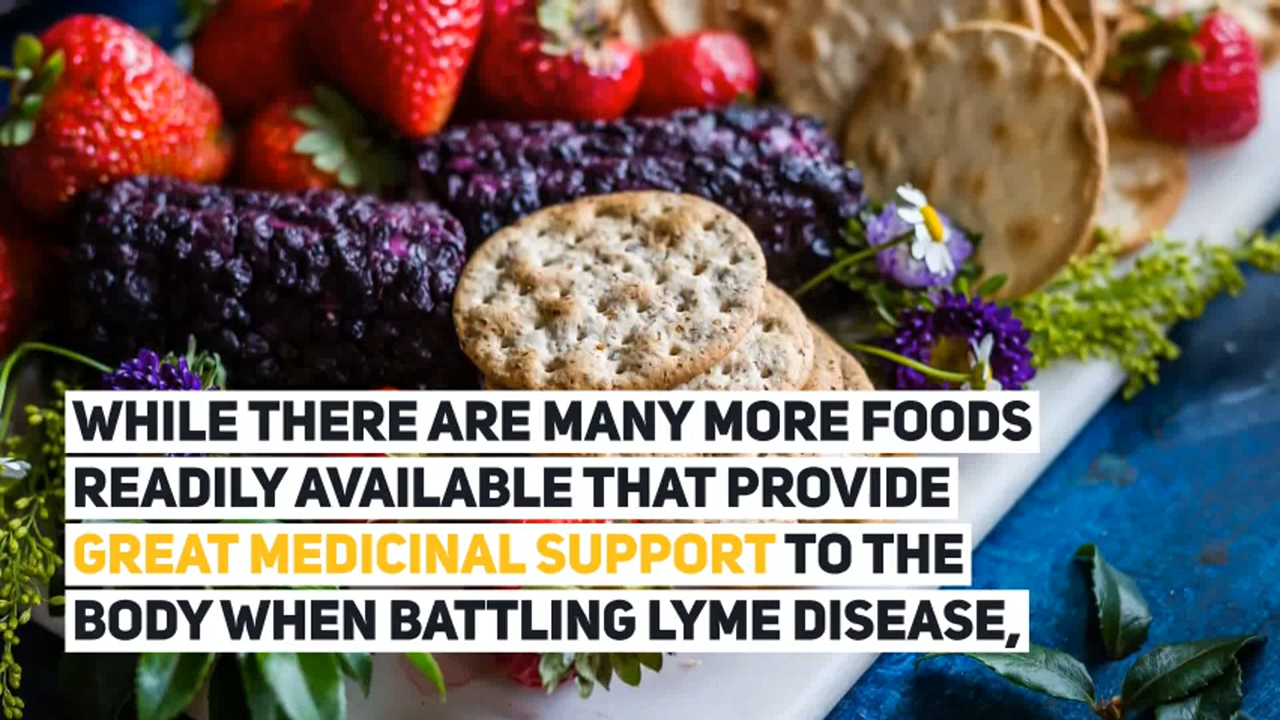 WHILE THERE ARE MANY MORE FOODS
READILY AVAILABLE THAT PROVIDE
GREAT MEDICINAL SUPPORT TO THE
BODY WHEN BATTLING LYME DISEASE,